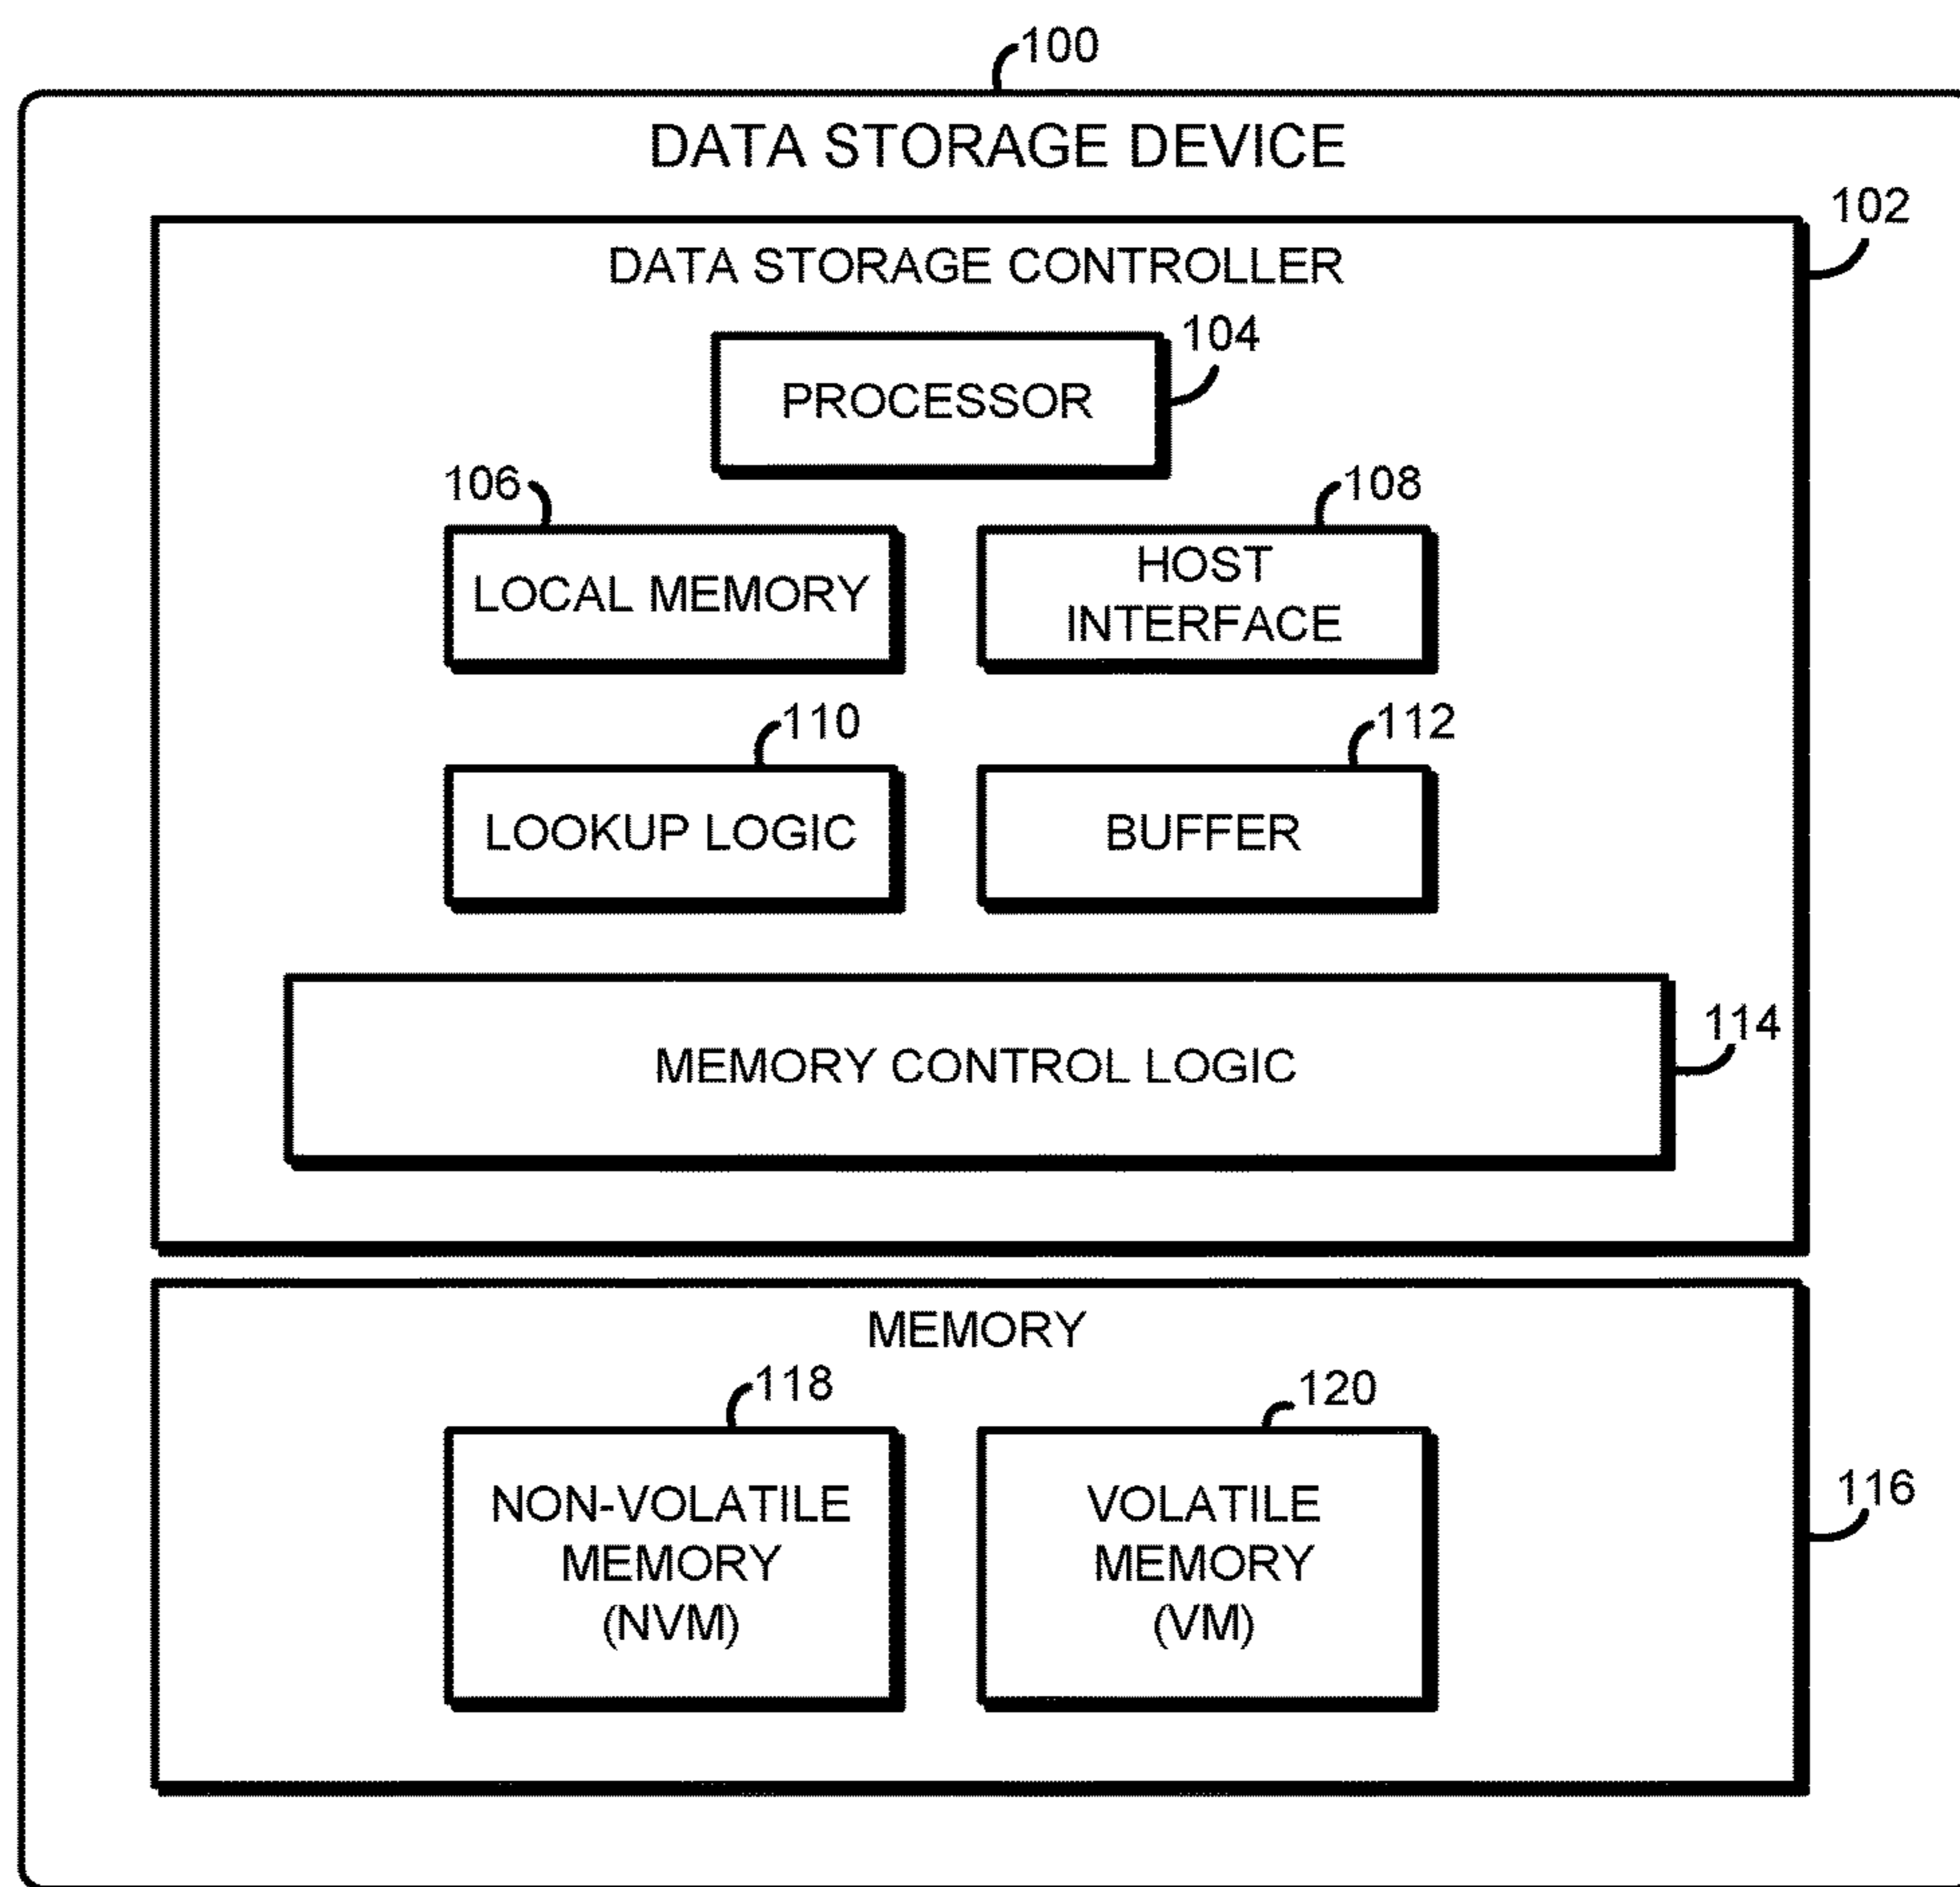 100
DATA STORAGE DEVICE
102
DATA STORAGE CONTROLLER
104
PROCESSOR
106
108
LOCAL MEMORY
HOST
INTERFACE
110
112
LOOKUP LOGIC
BUFFER
114
MEMORY CONTROL LOGIC
MEMORY
118
120
NON-VOLATILE
MEMORY
(NVM)
VOLATILE
MEMORY
(VM)
116